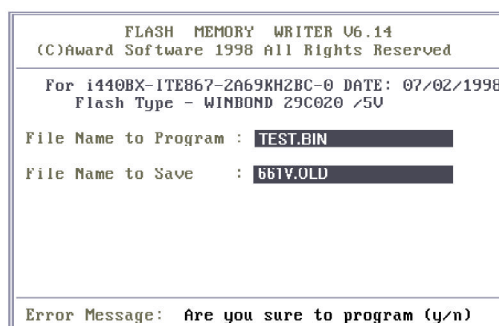 FLASH MEMORY WRITER V6.14
(C)Award Software 1998 All Rights Reserved
For i440BX-ITE867-2A69KH2BC-0 DATE: 07/02/1998
Flash Type - WINBOND 29C020 /5V
File Name to Program : TEST.BIN
File Name to Save : 661V.OLD
Error Message: Are you sure to program (y/n)